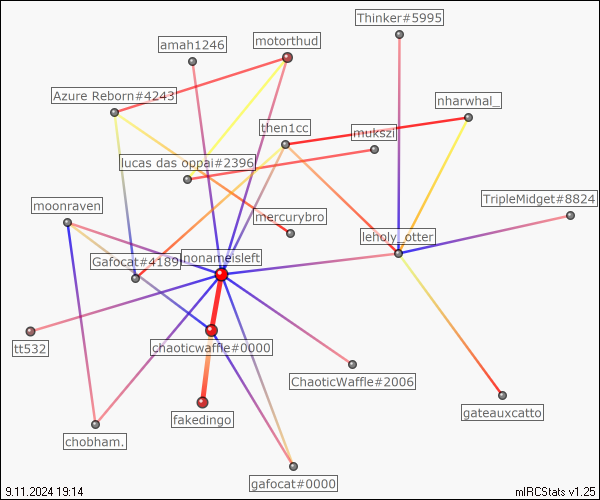 Thinker#5995
amah1246
motorthud
Azure Reborn#4243
nharwhal_
then1cc
mukszi
lucas das oppai#2396
TripleMidget#8824
moonraven
mercurybro
leholy_otter
nonameisleft
Gafocat#4189
tt532
chaoticwaffle#0000
ChaoticWaffle#2006
fakedingo
gateauxcatto
chobham.
gafocat#0000
9.11.2024 19:14
mIRCStats v1.25